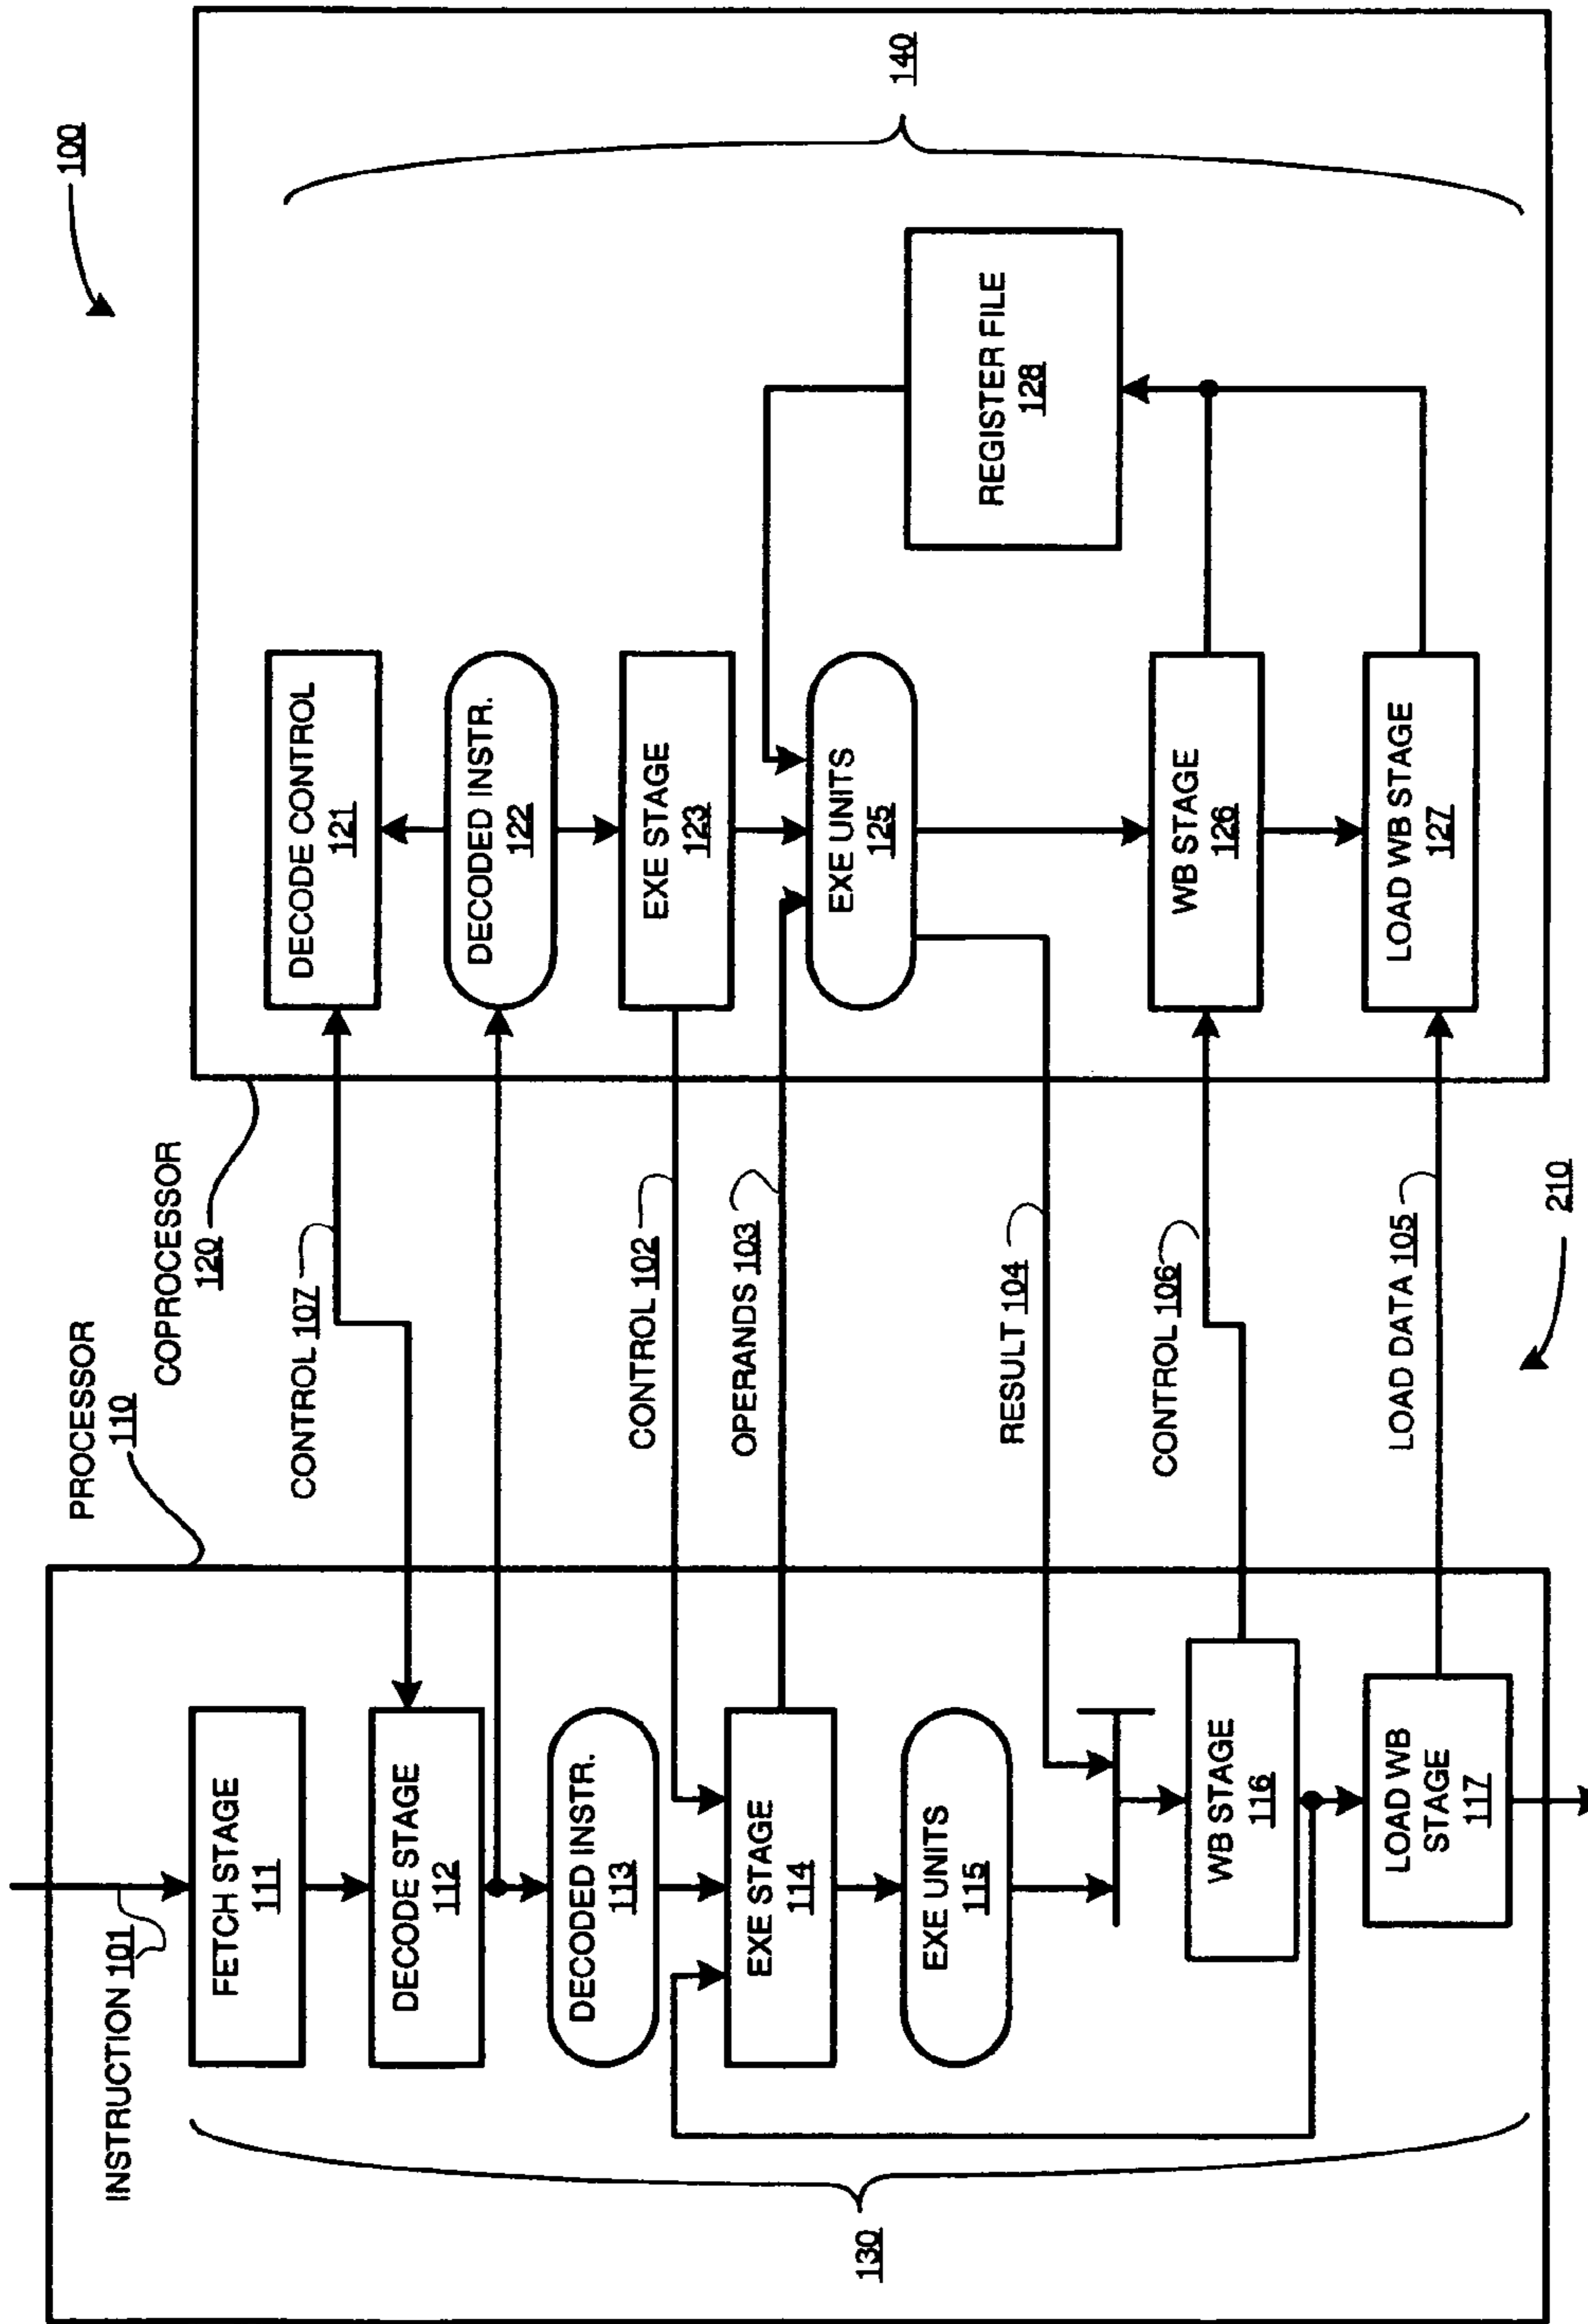 100
PROCESSOR
110
COPROCESSOR
120
INSTRUCTION 101
FETCH STAGE
111
DECODE STAGE
112
DECODED INSTR.
113
EXE STAGE
114
EXE UNITS
115
WB STAGE
116
LOAD WB
STAGE
117
130
CONTROL 107
CONTROL 102
OPERANDS 103
RESULT 104
CONTROL 106
LOAD DATA 105
210
DECODE CONTROL
121
DECODED INSTR.
122
EXE STAGE
123
EXE UNITS
125
WB STAGE
126
LOAD WB STAGE
127
REGISTER FILE
128
140